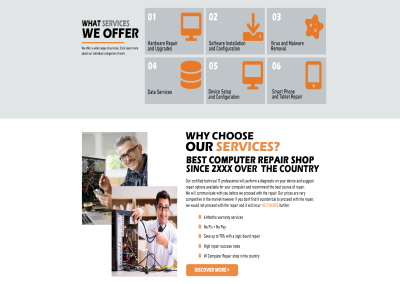 WHAT SERVICES
WE OFFER
We offer a wide range of services. Click learn more
about our individual categories of work.
01
Hardware Repair
and Upgrades
02
Software Installation
and Configuration
03
Virus and Malware
Removal
04
Data Services
05
Device Setup
and Configuration
06
Smart Phone
and Tablet Repair
WHY CHOOSE
OUR SERVICES?
BEST COMPUTER REPAIR SHOP
SINCE 2XXX OVER THE COUNTRY
Our certified technical IT professional will perform a diagnostic on your device and suggest
repair options available for your computer and recommend the best course of repair.
We will communicate with you before we proceed with the repair. Our prices are very
competitive in the market however if you don't find it economical to proceed with the repair,
we would not proceed with the repair and it will incur NO CHARGE further.
6 Months warranty services
No Fix = No Pay
Save up to 70% with a logic board repair
High repair success rates
#1 Computer Repair shop in the country
DISCOVER MORE